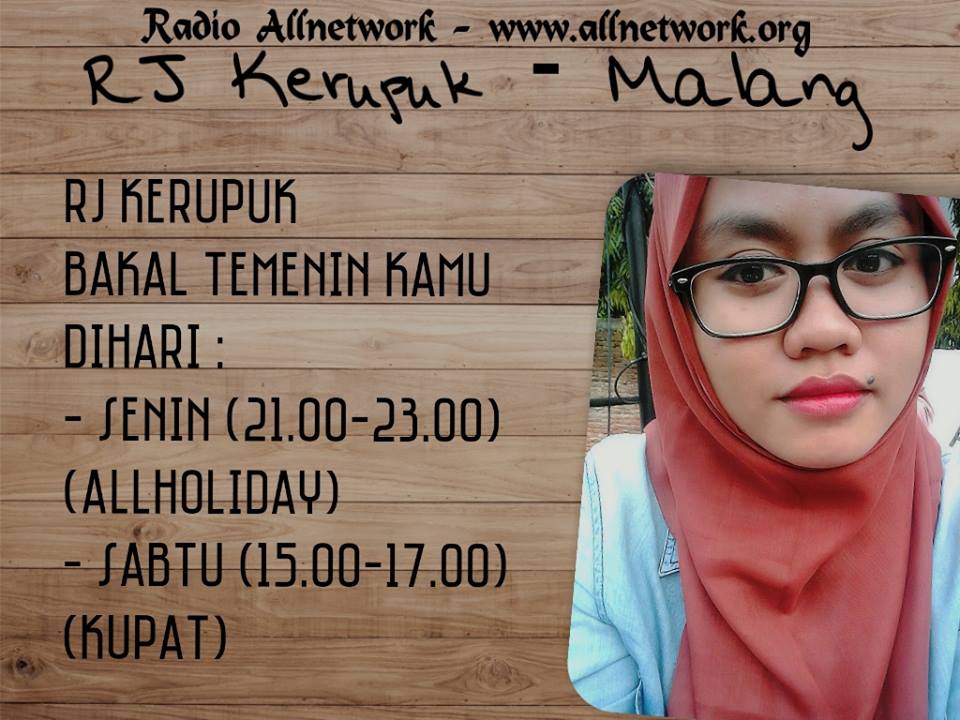 Radio Allnetwork - www.allnetwork.org
RJ Kerupuk - Malang
RJ KERUPUK
BAKAL TEMENIN KAMU
DIHARI :
- SENIN (21.00-23.00)
(ALLHOLIDAY)
- SABTU (15.00-17.00)
(KUPAT)